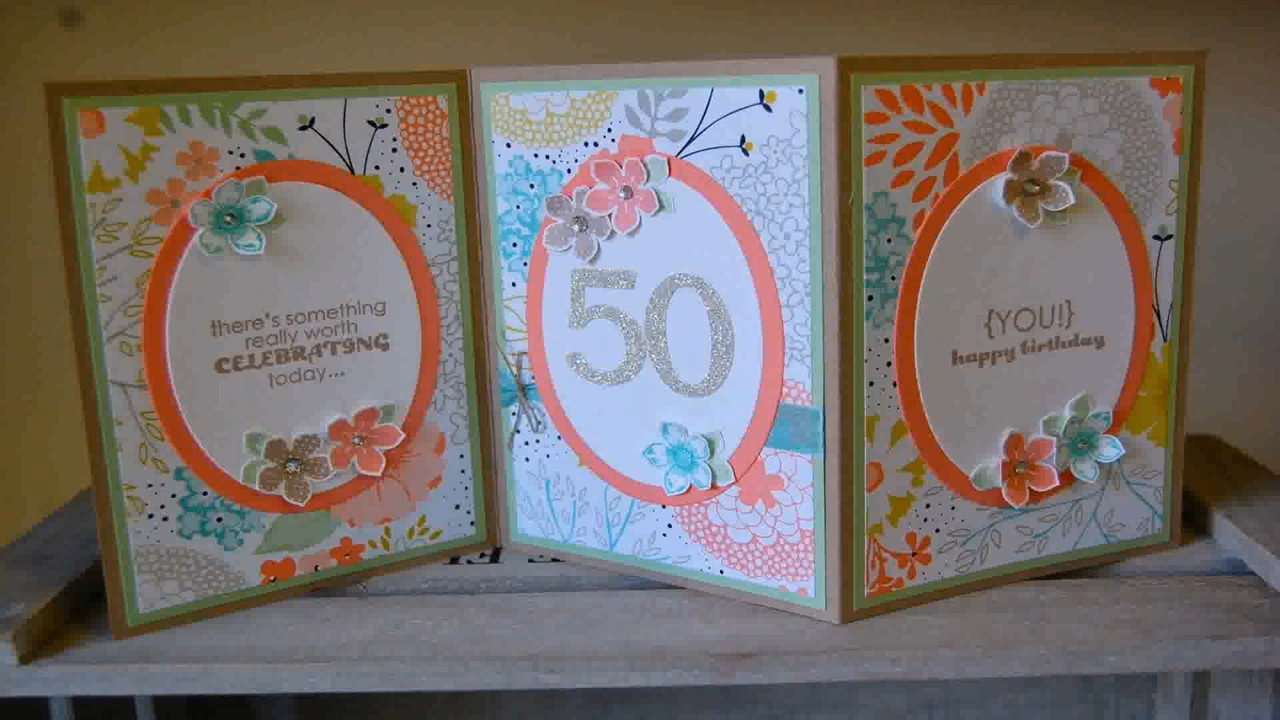 there's something
really worth
CELEBRATING
today...
50
{YOU!}
happy birthday